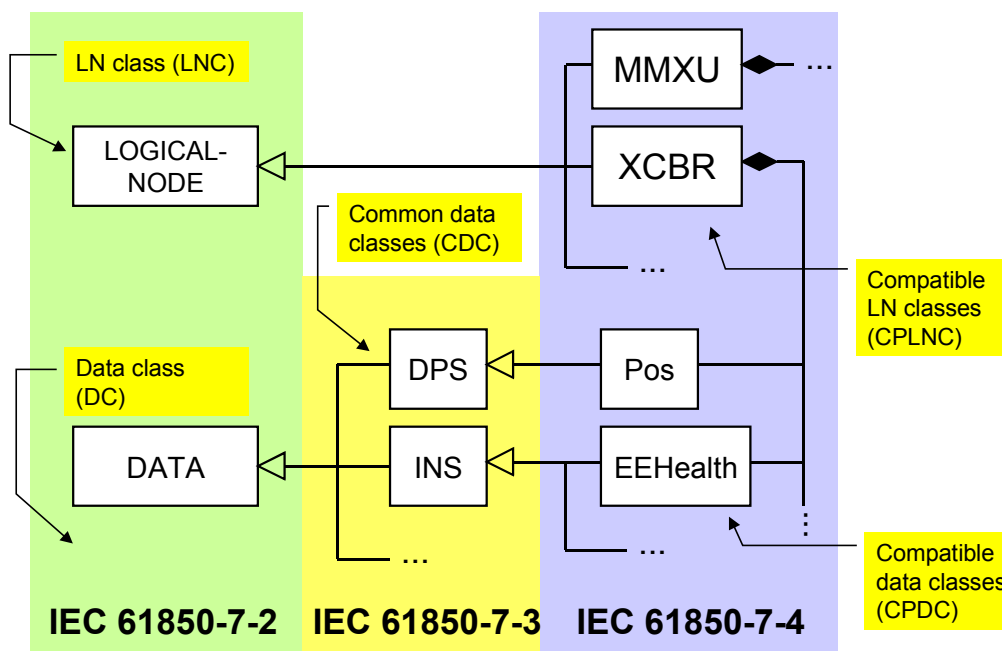 LN class (LNC)
MMXU
...
LOGICAL-
NODE
XCBR
Common data
classes (CDC)
...
Compatible
LN classes
(CPLNC)
Data class
(DC)
DPS
Pos
DATA
INS
EEHealth
...
...
...
Compatible
data classes
(CPDC)
IEC 61850-7-2
IEC 61850-7-3
IEC 61850-7-4